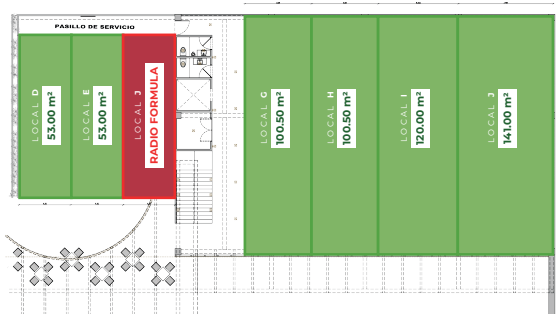 PASILLO DE SERVICIO
LOCAL D
53.00 m²
LOCAL E
53.00 m²
LOCAL J
RADIO FORMULA
LOCAL G
100.50 m²
LOCAL H
100.50 m²
LOCAL I
120.00 m²
LOCAL J
141.00 m²